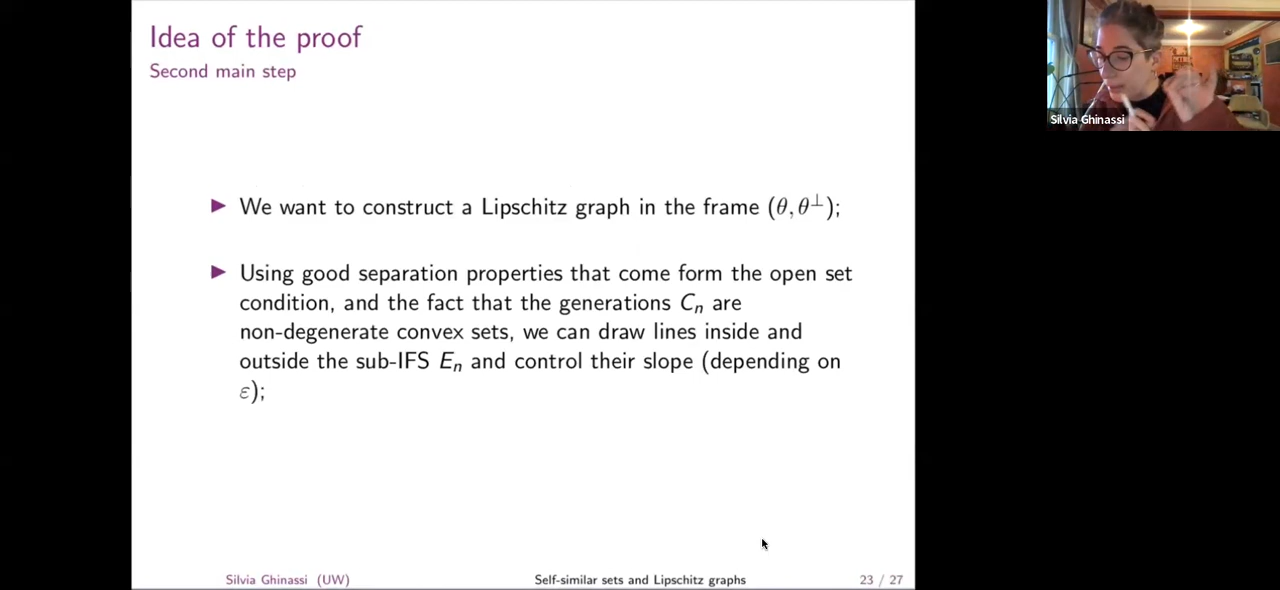 Idea of the proof
Second main step
Silvia Ghinassi
▶ We want to construct a Lipschitz graph in the frame (θ, θ⊥);
▶ Using good separation properties that come form the open set
condition, and the fact that the generations Cₙ are
non-degenerate convex sets, we can draw lines inside and
outside the sub-IFS Eₙ and control their slope (depending on
ε);
Silvia Ghinassi (UW) Self-similar sets and Lipschitz graphs 23 / 27